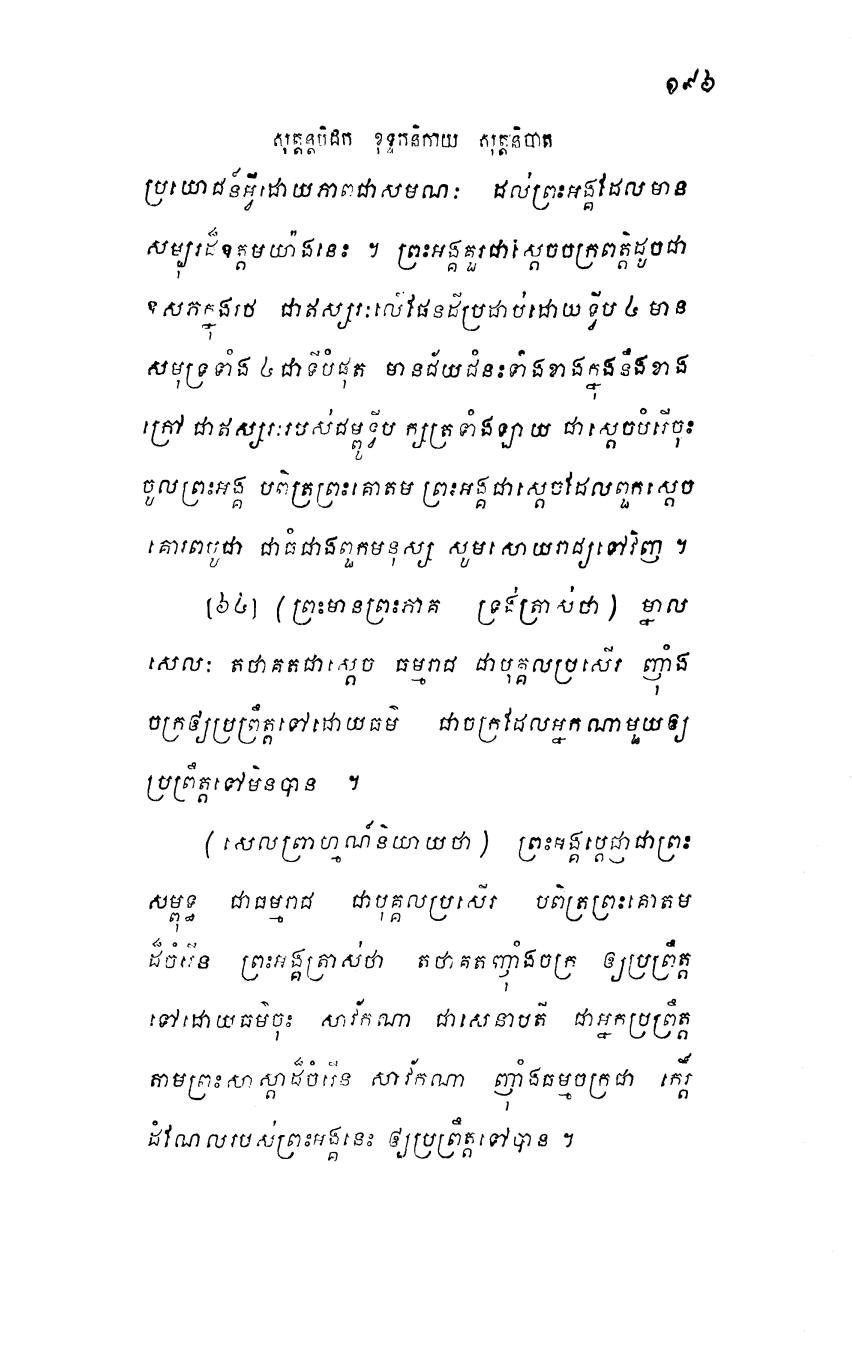 ១៩៦
សុត្តន្តបិដក ខុទ្ទកនិកាយ សុត្តនិបាត
ប្រយោជន៍អ្វីដោយភាពជាសមណៈ ដល់ព្រះអង្គដែលមាន
សម្បុរដ៏ឧត្តមយ៉ាងនេះ ។ ព្រះអង្គគួរជាស្តេចចក្រពត្តិដូចជា
ឧសភក្នុងរថ ជាឥស្សរៈលើផែនដីប្រដាប់ដោយទ្វីប ៤ មាន
សមុទ្រទាំង ៤ ជាទីបំផុត មានជ័យជំនះទាំងខាងក្នុងនឹងខាង
ក្រៅ ជាឥស្សរៈរបស់ជម្ពូទ្វីប ក្សត្រទាំងឡាយ ជាស្តេចបំរើចុះ
ចូលព្រះអង្គ បពិត្រព្រះគោតម ព្រះអង្គជាស្តេចដែលពួកស្តេច
គោរពបូជា ជាធំជាងពួកមនុស្ស សូមសោយរាជ្យទៅវិញ ។
[៦៤] (ព្រះមានព្រះភាគ ទ្រង់ត្រាស់ថា) ម្នាល
សេលៈ តថាគតជាស្តេច ធម្មរាជ ជាបុគ្គលប្រសើរ ញុំាង
ចក្រឲ្យប្រព្រឹត្តទៅដោយធម៌ ជាចក្រដែលអ្នកណាមួយឲ្យ
ប្រព្រឹត្តទៅមិនបាន ។
(សេលព្រាហ្មណ៍និយាយថា) ព្រះអង្គប្តេជ្ញាជាព្រះ
សម្ពុទ្ធ ជាធម្មរាជ ជាបុគ្គលប្រសើរ បពិត្រព្រះគោតម
ដ៏ចំរើន ព្រះអង្គត្រាស់ថា តថាគតញុំាងចក្រ ឲ្យប្រព្រឹត្ត
ទៅដោយធម៌ចុះ សាវ័កណា ជាសេនាបតី ជាអ្នកប្រព្រឹត្ត
តាមព្រះសាស្តាដ៏ចំរើន សាវ័កណា ញុំាងធម្មចក្រជា កេរ្តិ៍
ដំណែលរបស់ព្រះអង្គនេះ ឲ្យប្រព្រឹត្តទៅបាន ។